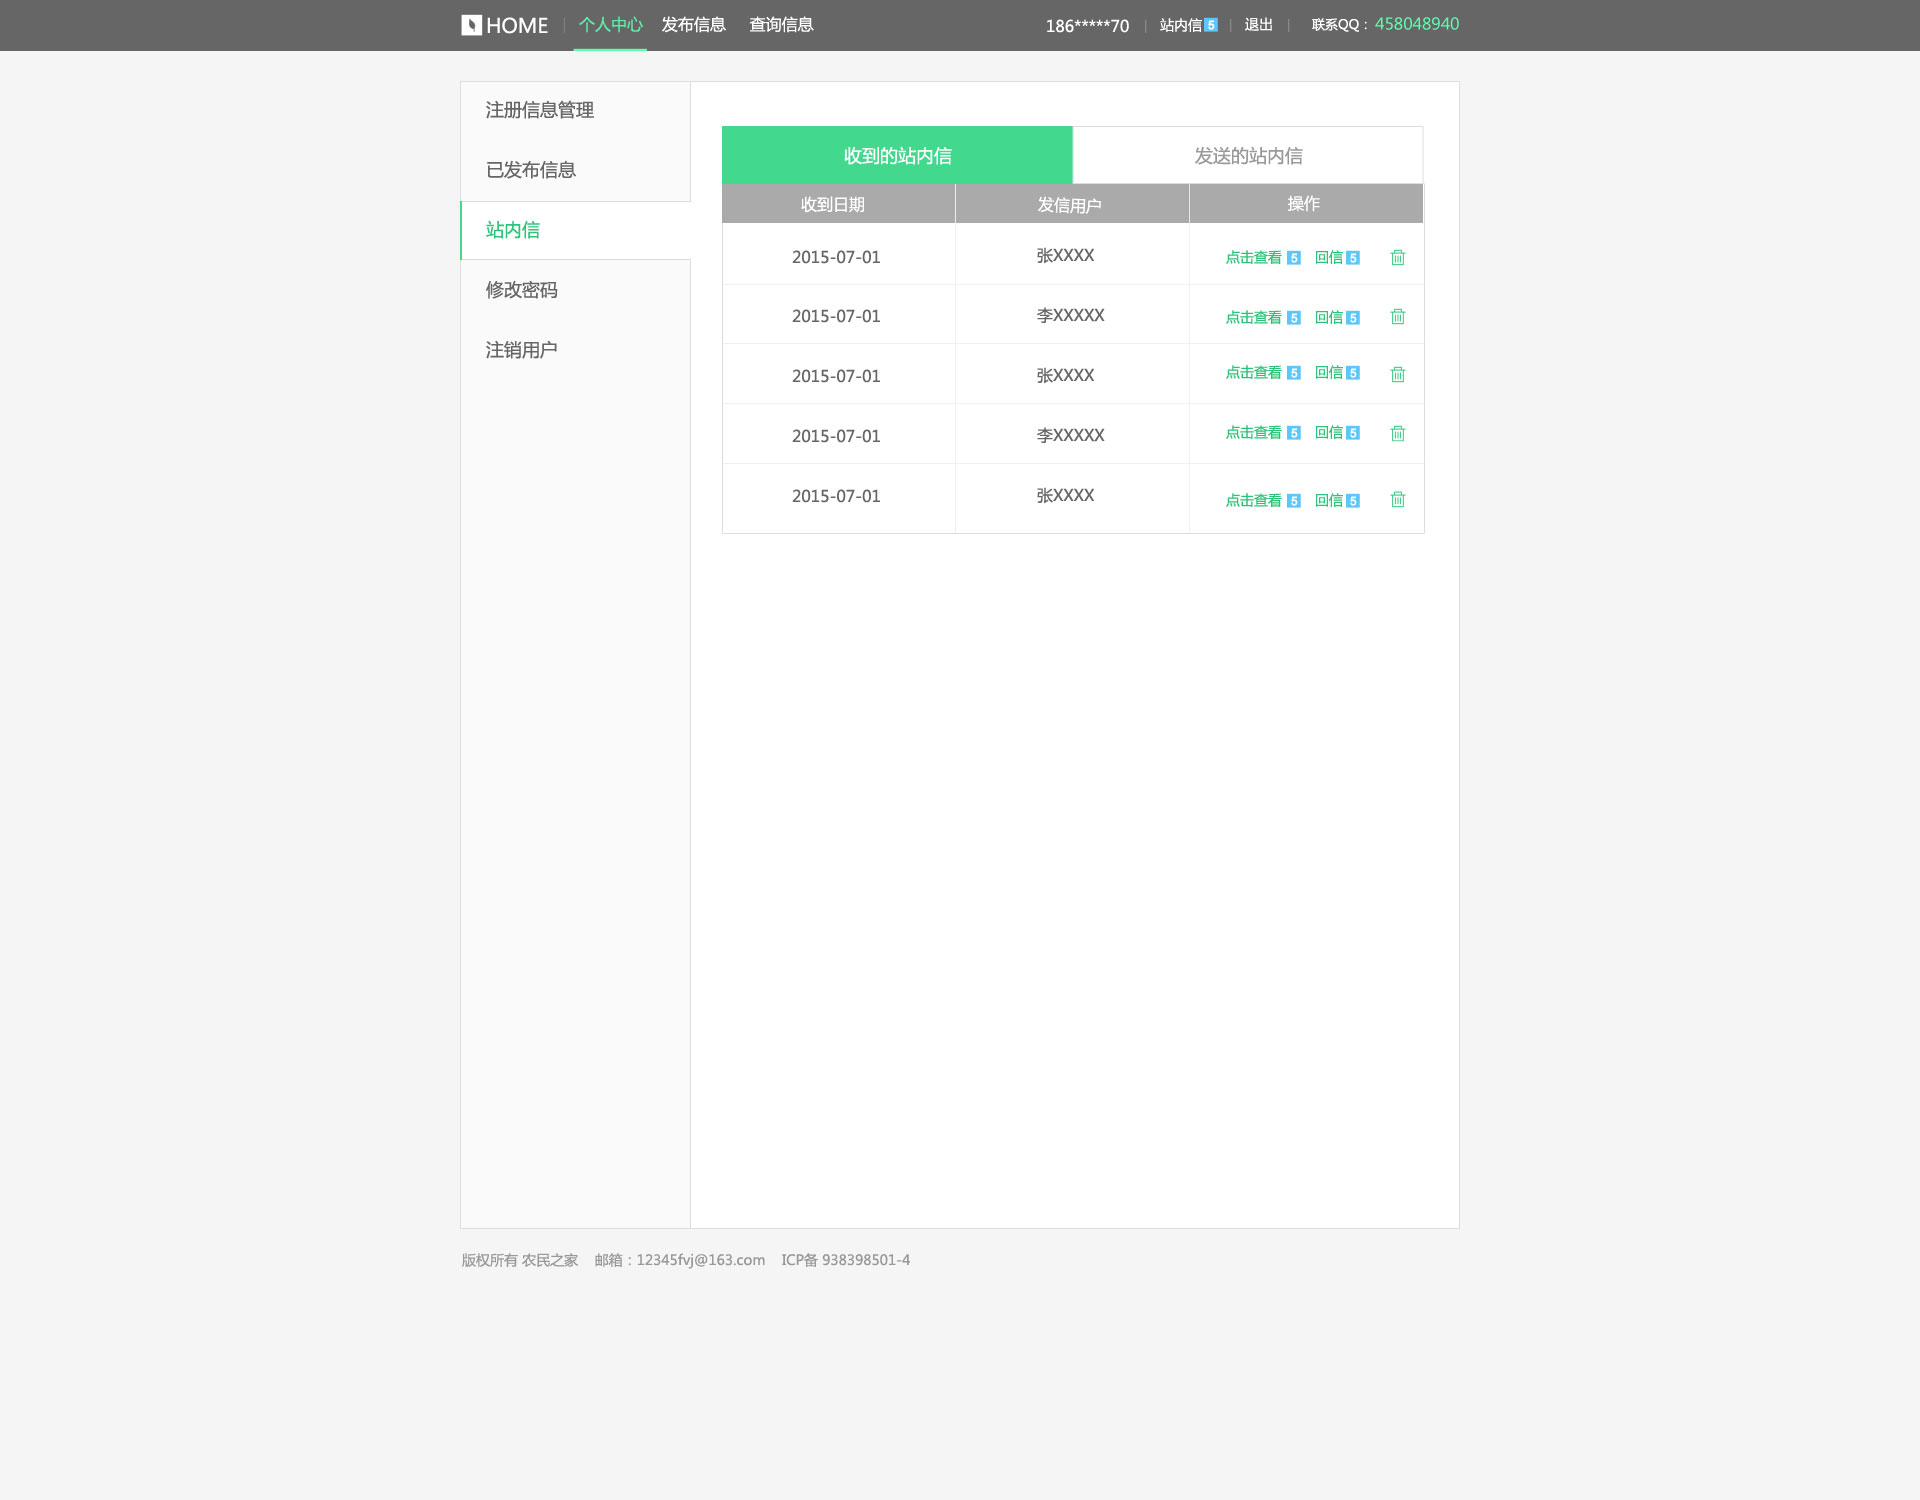 HOME 个人中心 发布信息 查询信息 186*****70 站内信 5 退出 联系QQ：458048940
注册信息管理
已发布信息
站内信
修改密码
注销用户
收到的站内信 发送的站内信
收到日期 发信用户 操作
2015-07-01 张XXXX 点击查看 5 回信 5
2015-07-01 李XXXXX 点击查看 5 回信 5
2015-07-01 张XXXX 点击查看 5 回信 5
2015-07-01 李XXXXX 点击查看 5 回信 5
2015-07-01 张XXXX 点击查看 5 回信 5
版权所有 农民之家 邮箱：12345fvj@163.com ICP备 938398501-4